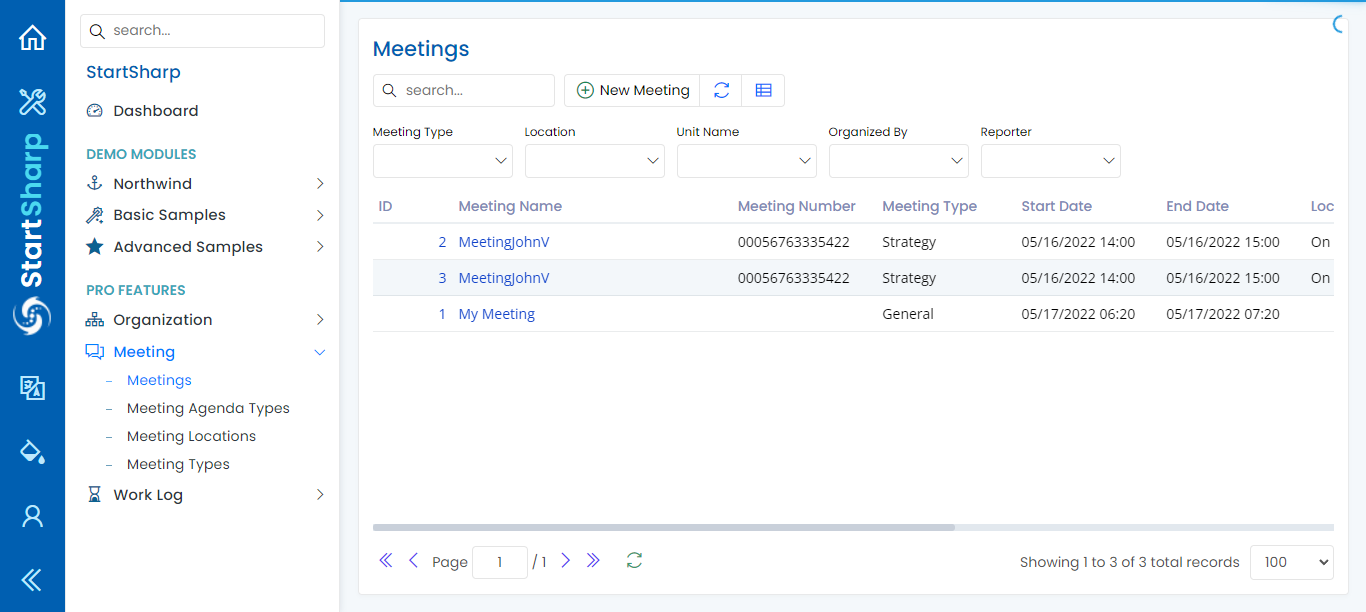 StartSharp
search...
StartSharp
Dashboard
DEMO MODULES
Northwind
Basic Samples
Advanced Samples
PRO FEATURES
Organization
Meeting
– Meetings
– Meeting Agenda Types
– Meeting Locations
– Meeting Types
Work Log
Meetings
search...
New Meeting
Meeting Type Location Unit Name Organized By Reporter
ID Meeting Name Meeting Number Meeting Type Start Date End Date Loc
2 MeetingJohnV 00056763335422 Strategy 05/16/2022 14:00 05/16/2022 15:00 On
3 MeetingJohnV 00056763335422 Strategy 05/16/2022 14:00 05/16/2022 15:00 On
1 My Meeting General 05/17/2022 06:20 05/17/2022 07:20
Page 1 / 1
Showing 1 to 3 of 3 total records 100